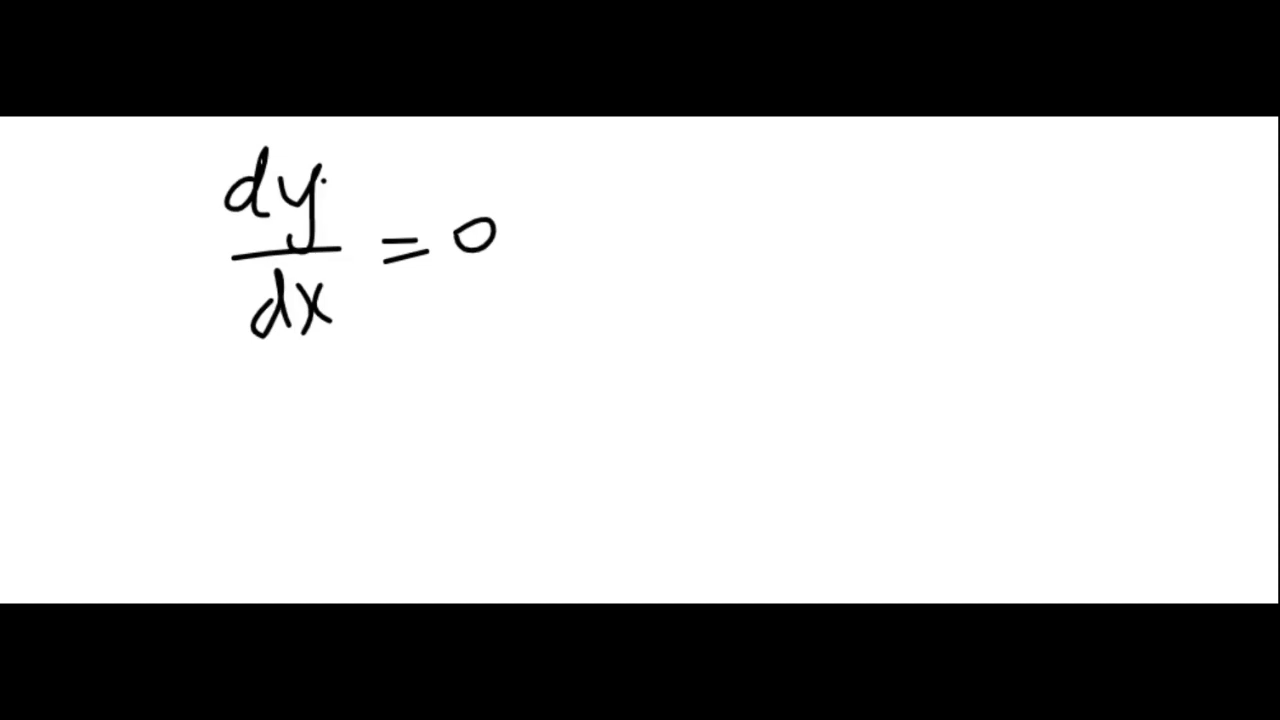 dy/dx = 0